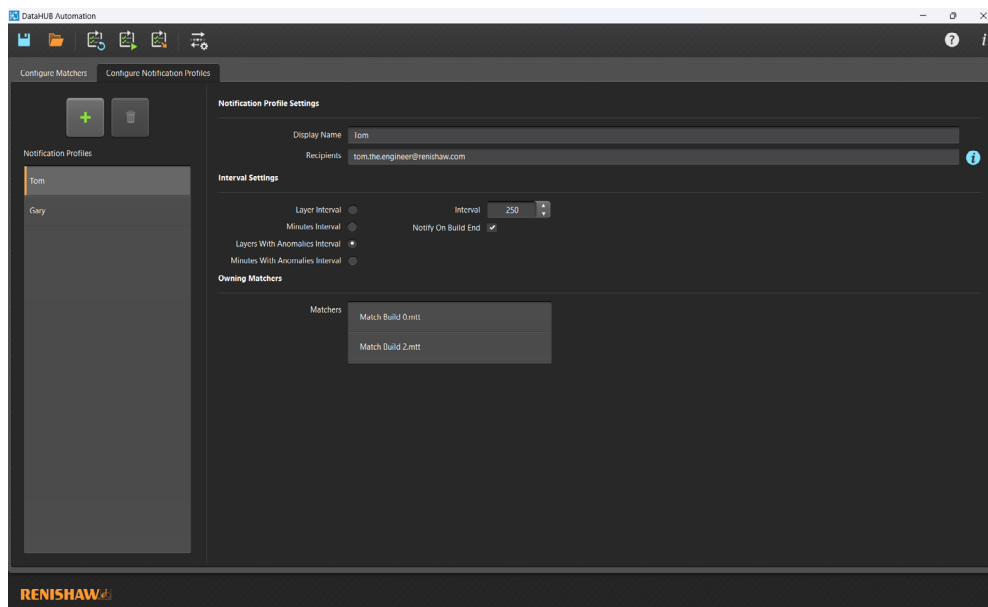 DataHUB Automation
Configure Matchers
Configure Notification Profiles
Notification Profiles
Tom
Gary
Notification Profile Settings
Display Name Tom
Recipients tom.the.engineer@renishaw.com
Interval Settings
Layer Interval
Interval 250
Minutes Interval
Notify On Build End
Layers With Anomalies Interval
Minutes With Anomalies Interval
Owning Matchers
Matchers
Match Build 0.mtt
Match Build 2.mtt
RENISHAW